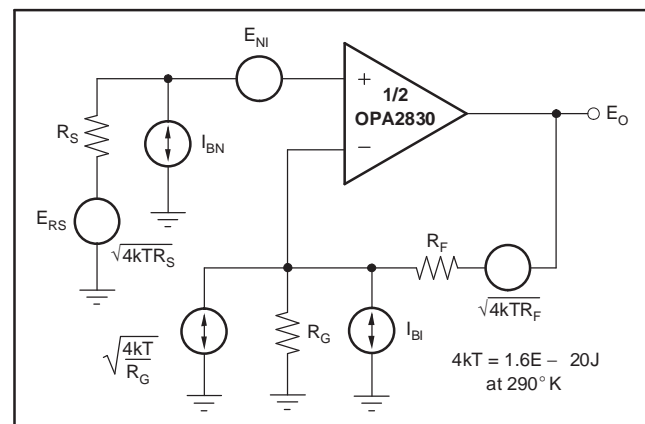 E_NI
+
1/2
OPA2830
−
R_S
I_BN
E_O
E_RS
√4kTR_S
R_F
√4kTR_F
√4kT/R_G
R_G
I_BI
4kT = 1.6E − 20J
at 290°K